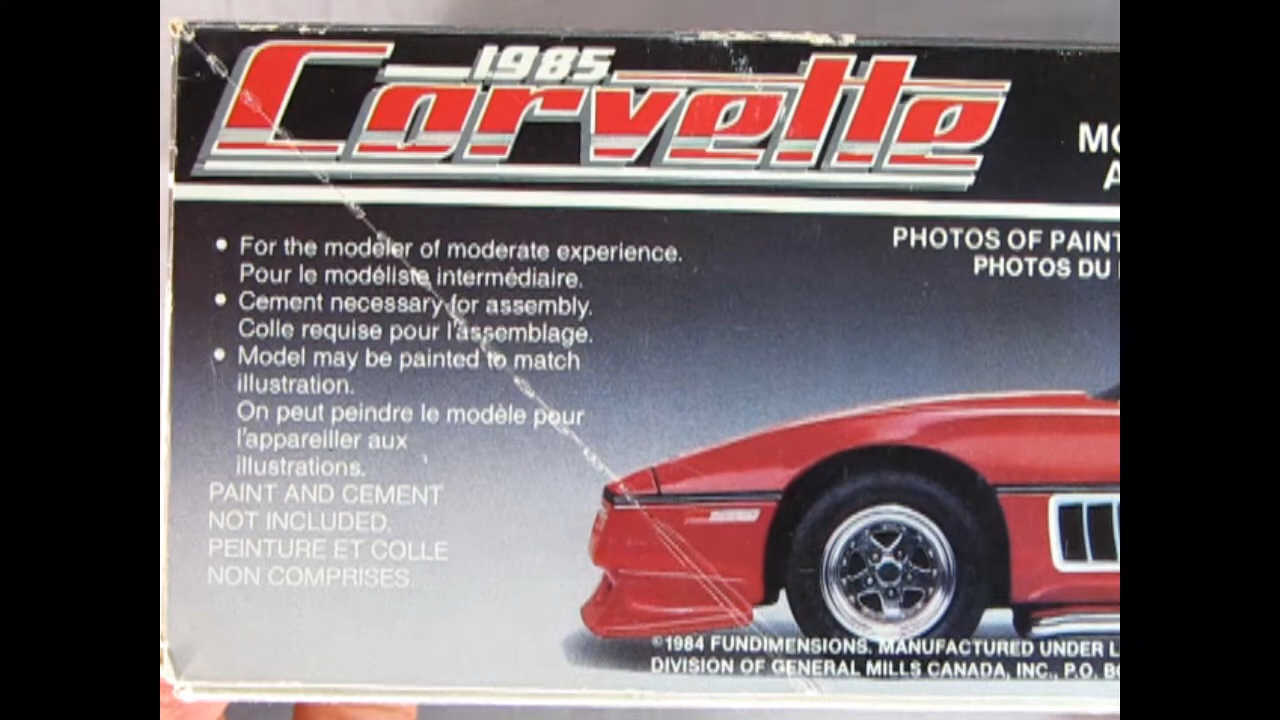 1985
Corvette
MO
A
PHOTOS OF PAINT
PHOTOS DU
• For the modeler of moderate experience.
Pour le modéliste intermédiaire.
• Cement necessary for assembly.
Colle requise pour l'assemblage.
• Model may be painted to match
illustration.
On peut peindre le modèle pour
l'appareiller aux
illustrations.
PAINT AND CEMENT
NOT INCLUDED.
PEINTURE ET COLLE
NON COMPRISES.
©1984 FUNDIMENSIONS. MANUFACTURED UNDER L
DIVISION OF GENERAL MILLS CANADA, INC., P.O. BO